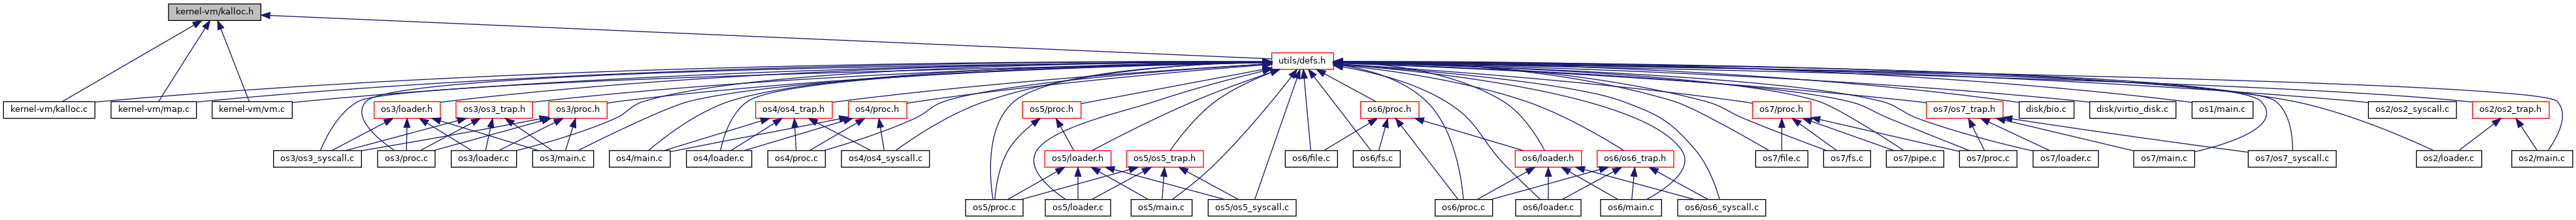 kernel-vm/kalloc.h
utils/defs.h
kernel-vm/kalloc.c
kernel-vm/map.c
kernel-vm/vm.c
os3/loader.h
os3/os3_trap.h
os3/proc.h
os4/os4_trap.h
os4/proc.h
os5/proc.h
os6/proc.h
os7/proc.h
os7/os7_trap.h
disk/bio.c
disk/virtio_disk.c
os1/main.c
os2/os2_syscall.c
os2/os2_trap.h
os3/os3_syscall.c
os3/proc.c
os3/loader.c
os3/main.c
os4/main.c
os4/loader.c
os4/proc.c
os4/os4_syscall.c
os5/loader.h
os5/os5_trap.h
os6/file.c
os6/fs.c
os6/loader.h
os6/os6_trap.h
os7/file.c
os7/fs.c
os7/pipe.c
os7/proc.c
os7/loader.c
os7/main.c
os7/os7_syscall.c
os2/loader.c
os2/main.c
os5/proc.c
os5/loader.c
os5/main.c
os5/os5_syscall.c
os6/proc.c
os6/loader.c
os6/main.c
os6/os6_syscall.c